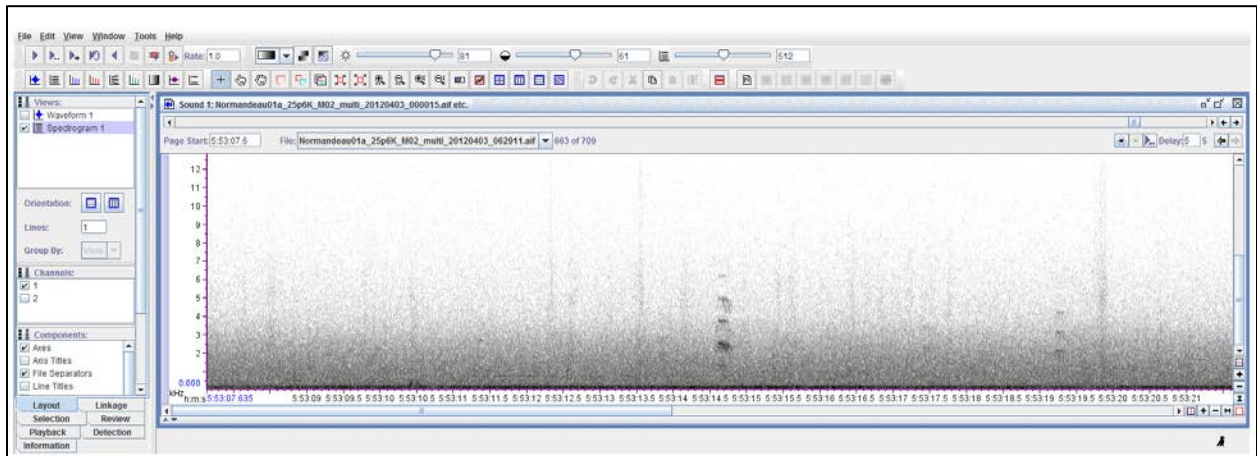 File Edit View Window Tools Help
Rate: 1.0 81 61 512
Views:
Waveform 1
Spectrogram 1
Orientation:
Lines: 1
Group By:
Channels:
1
2
Components:
Axes
Axis Titles
File Separators
Line Titles
Layout Linkage
Selection Review
Playback Detection
Information
Sound 1: Normandeau01a_25p6K_M02_multi_20120403_000015.aif etc.
Page Start: 5:53:07.6 File: Normandeau01a_25p6K_M02_multi_20120403_062911.aif 663 of 709 Delay: 5 s
12
11
10
9
8
7
6
5
4
3
2
0.000
kHz
h:m:s 5:53:07.635 5:53:09 5:53:09.5 5:53:10 5:53:10.5 5:53:11 5:53:11.5 5:53:12 5:53:12.5 5:53:13 5:53:13.5 5:53:14 5:53:14.5 5:53:15 5:53:15.5 5:53:16 5:53:16.5 5:53:17 5:53:17.5 5:53:18 5:53:18.5 5:53:19 5:53:19.5 5:53:20 5:53:20.5 5:53:21